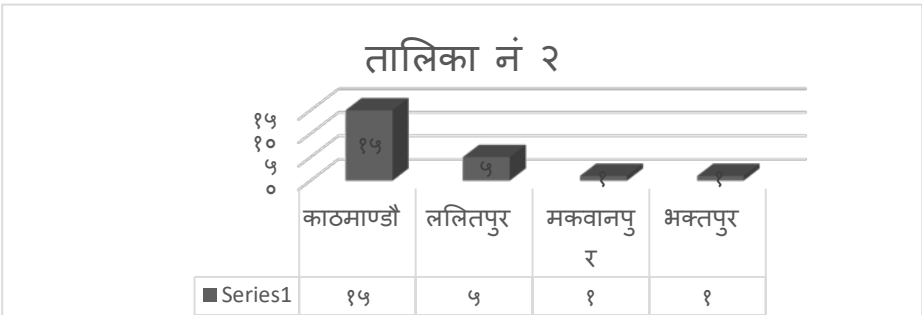 तालिका नं २
१५
१०
५
०
१५
५
१
१
काठमाण्डौ ललितपुर मकवानपु
र भक्तपुर
Series1 १५ ५ १ १